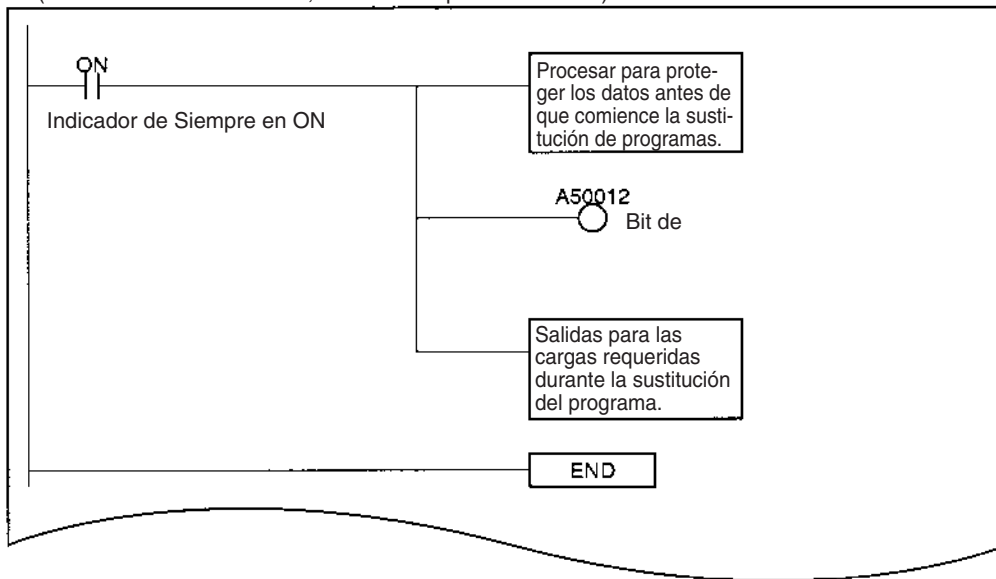 ON
Indicador de Siempre en ON
Procesar para prote-
ger los datos antes de
que comience la susti-
tución de programas.
A50012
Bit de
Salidas para las
cargas requeridas
durante la sustitución
del programa.
END